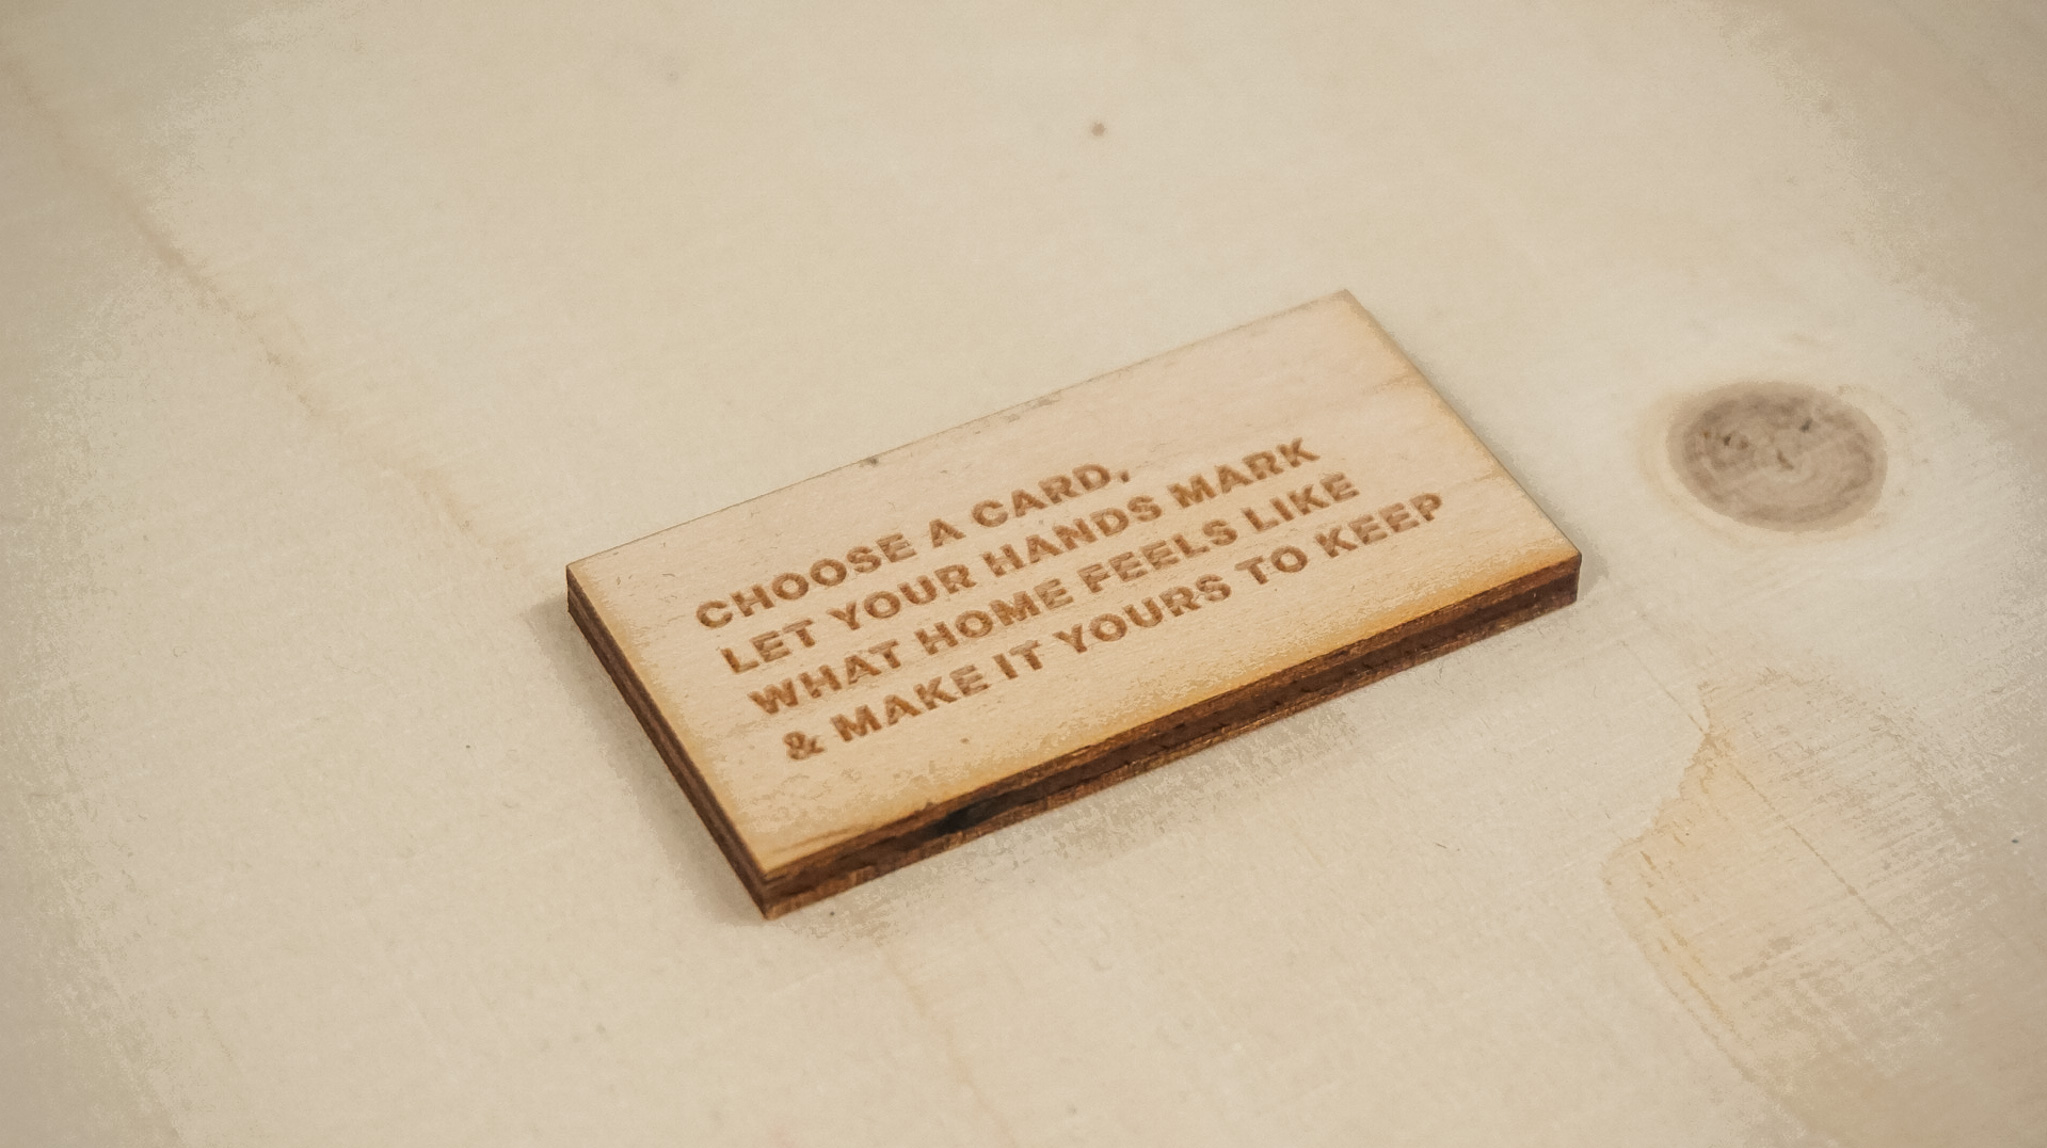 CHOOSE A CARD,
LET YOUR HANDS MARK
WHAT HOME FEELS LIKE
& MAKE IT YOURS TO KEEP